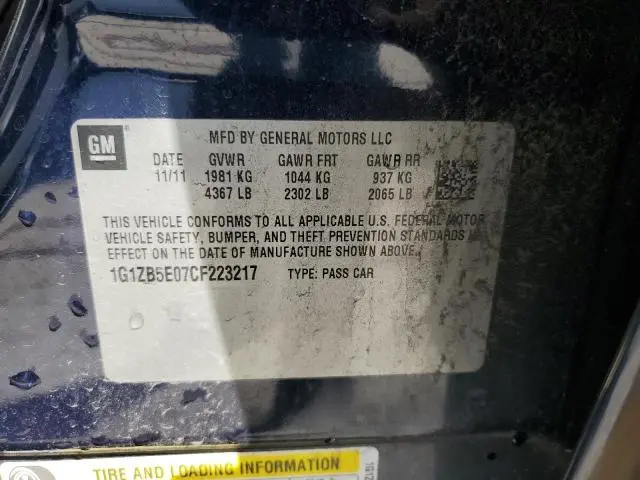 GM
MFD BY GENERAL MOTORS LLC
DATE GVWR GAWR FRT GAWR RR
11/11 1981 KG 1044 KG 937 KG
4367 LB 2302 LB 2065 LB
THIS VEHICLE CONFORMS TO ALL APPLICABLE U.S. FEDERAL MOTOR
VEHICLE SAFETY, BUMPER, AND THEFT PREVENTION STANDARDS IN
EFFECT ON THE DATE OF MANUFACTURE SHOWN ABOVE.
1G1ZB5E07CF223217 TYPE: PASS CAR
TIRE AND LOADING INFORMATION